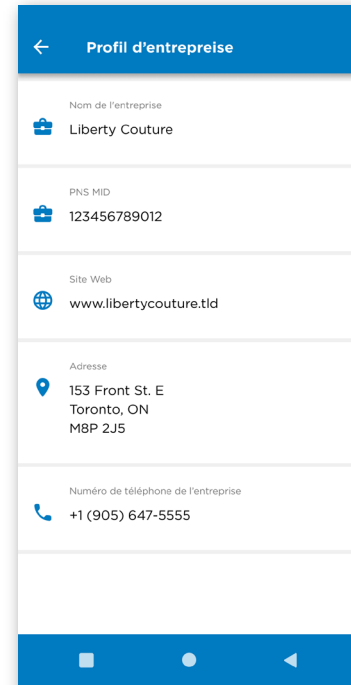 Profil d'entrepreise
Nom de l'entreprise
Liberty Couture
PNS MID
123456789012
Site Web
www.libertycouture.tld
Adresse
153 Front St. E
Toronto, ON
M8P 2J5
Numéro de téléphone de l'entreprise
+1 (905) 647-5555